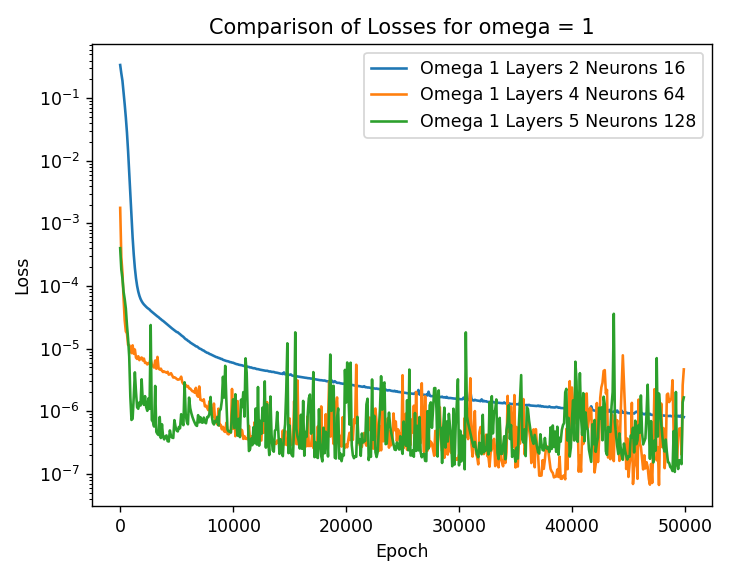 Comparison of Losses for omega = 1
Omega 1 Layers 2 Neurons 16
Omega 1 Layers 4 Neurons 64
Omega 1 Layers 5 Neurons 128
Loss
10⁻¹
10⁻²
10⁻³
10⁻⁴
10⁻⁵
10⁻⁶
10⁻⁷
0 10000 20000 30000 40000 50000
Epoch